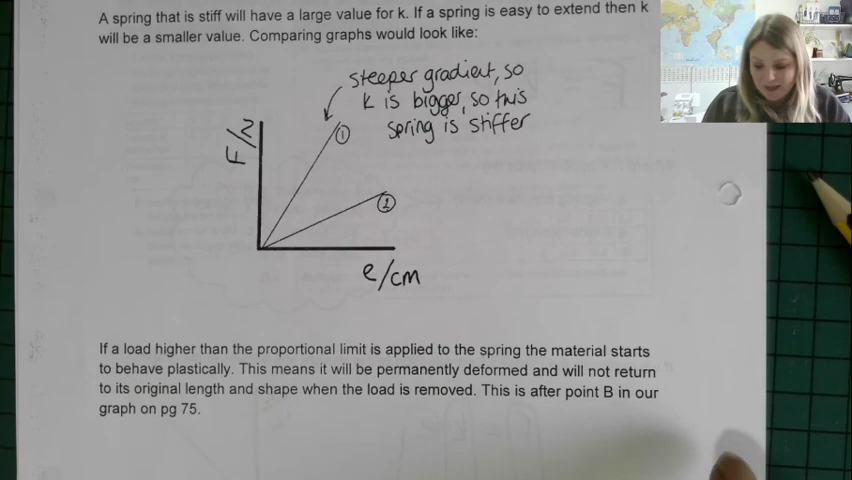 A spring that is stiff will have a large value for k. If a spring is easy to extend then k
will be a smaller value. Comparing graphs would look like:
steeper gradient, so
k is bigger, so this
spring is stiffer
F/N
①
②
e/cm
If a load higher than the proportional limit is applied to the spring the material starts
to behave plastically. This means it will be permanently deformed and will not return
to its original length and shape when the load is removed. This is after point B in our
graph on pg 75.